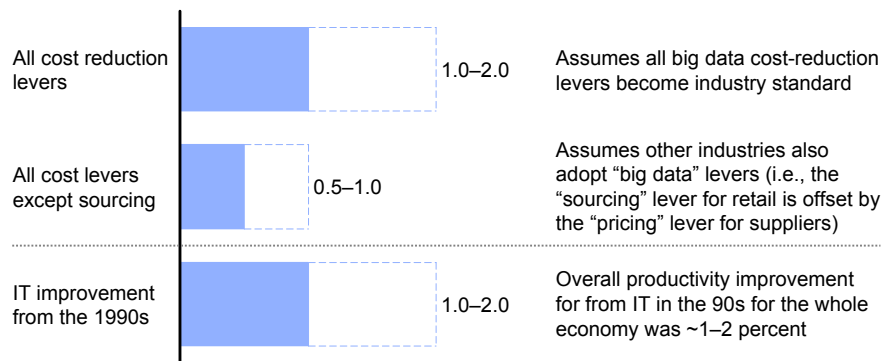 All cost reduction
levers
1.0–2.0
Assumes all big data cost-reduction
levers become industry standard
All cost levers
except sourcing
0.5–1.0
Assumes other industries also
adopt “big data” levers (i.e., the
“sourcing” lever for retail is offset by
the “pricing” lever for suppliers)
IT improvement
from the 1990s
1.0–2.0
Overall productivity improvement
for from IT in the 90s for the whole
economy was ~1–2 percent